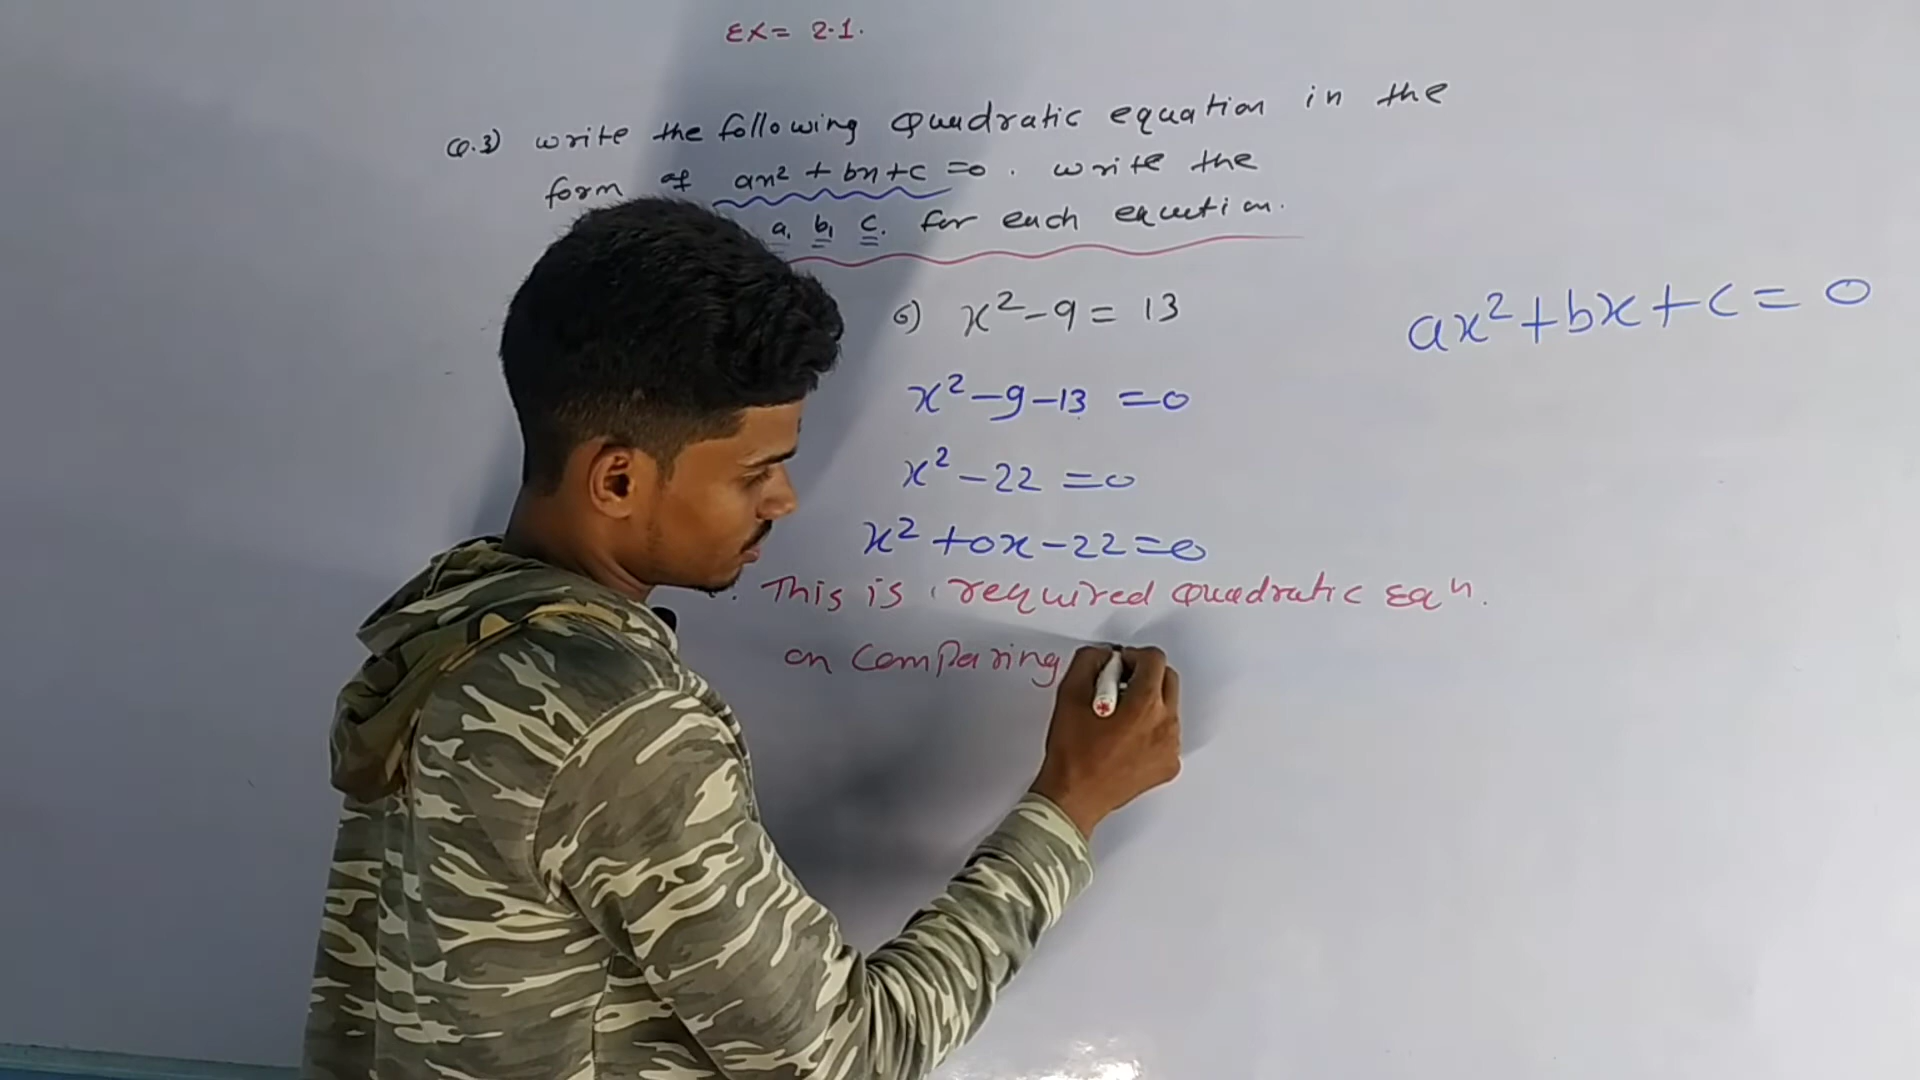 Ex= 2.1.
Q.3) write the following Quadratic equation in the
form of ax² + bx + c =0 . write the
a, b, c. for each equation.
6) x²-9 = 13
ax²+bx+c = 0
x²-9-13 =0
x² -22 =0
x² +0x-22=0
This is required Quadratic Eqn.
on comparing